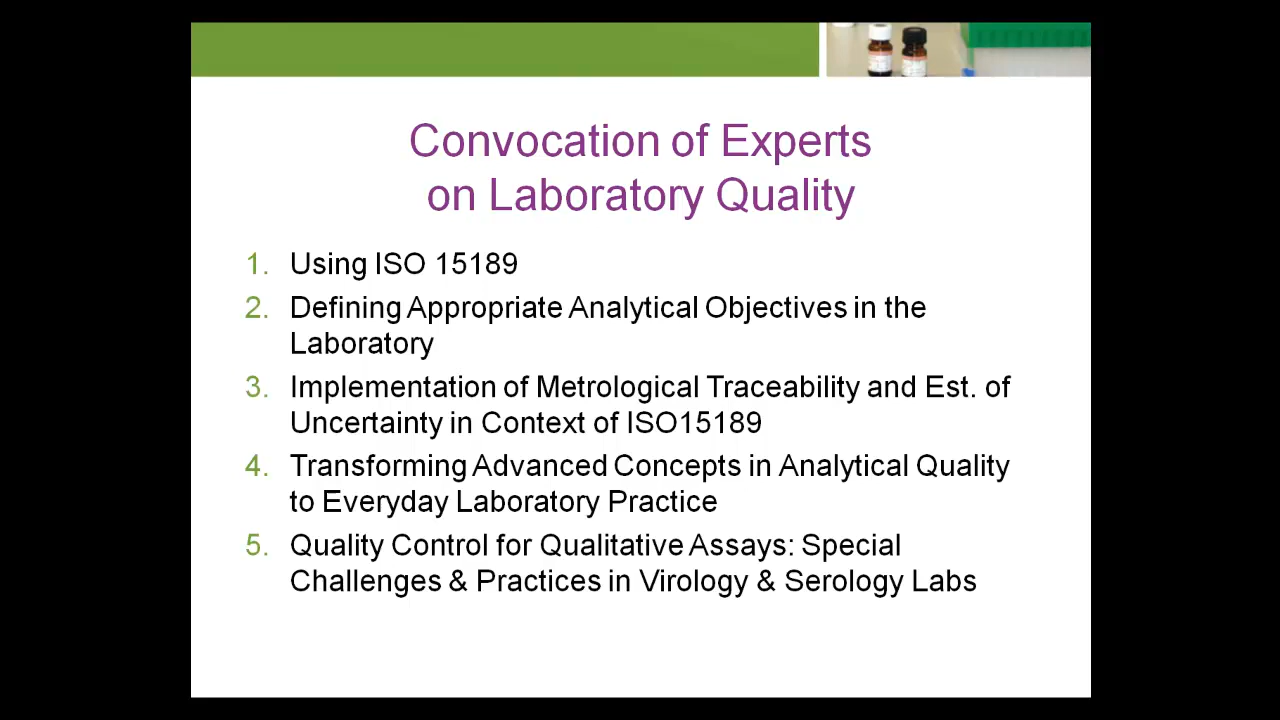 Convocation of Experts
on Laboratory Quality
1. Using ISO 15189
2. Defining Appropriate Analytical Objectives in the
Laboratory
3. Implementation of Metrological Traceability and Est. of
Uncertainty in Context of ISO15189
4. Transforming Advanced Concepts in Analytical Quality
to Everyday Laboratory Practice
5. Quality Control for Qualitative Assays: Special
Challenges & Practices in Virology & Serology Labs